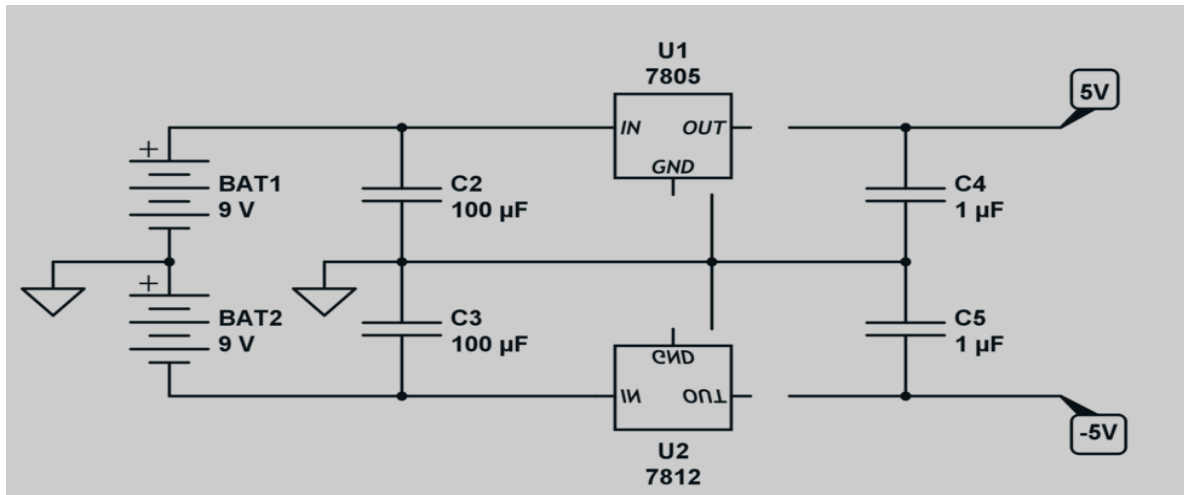 U1
7805
5V
IN OUT
GND
+
BAT1
9 V
C2
100 µF
C4
1 µF
+
BAT2
9 V
C3
100 µF
C5
1 µF
GND
IN OUT
-5V
U2
7812